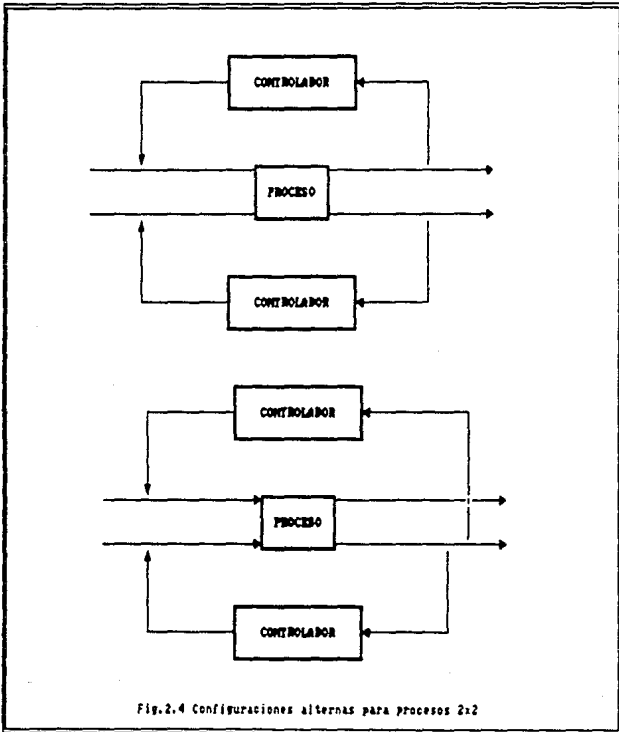 CONTROLADOR
PROCESO
CONTROLADOR
CONTROLADOR
PROCESO
CONTROLADOR
Fig.2.4 Configuraciones alternas para procesos 2x2